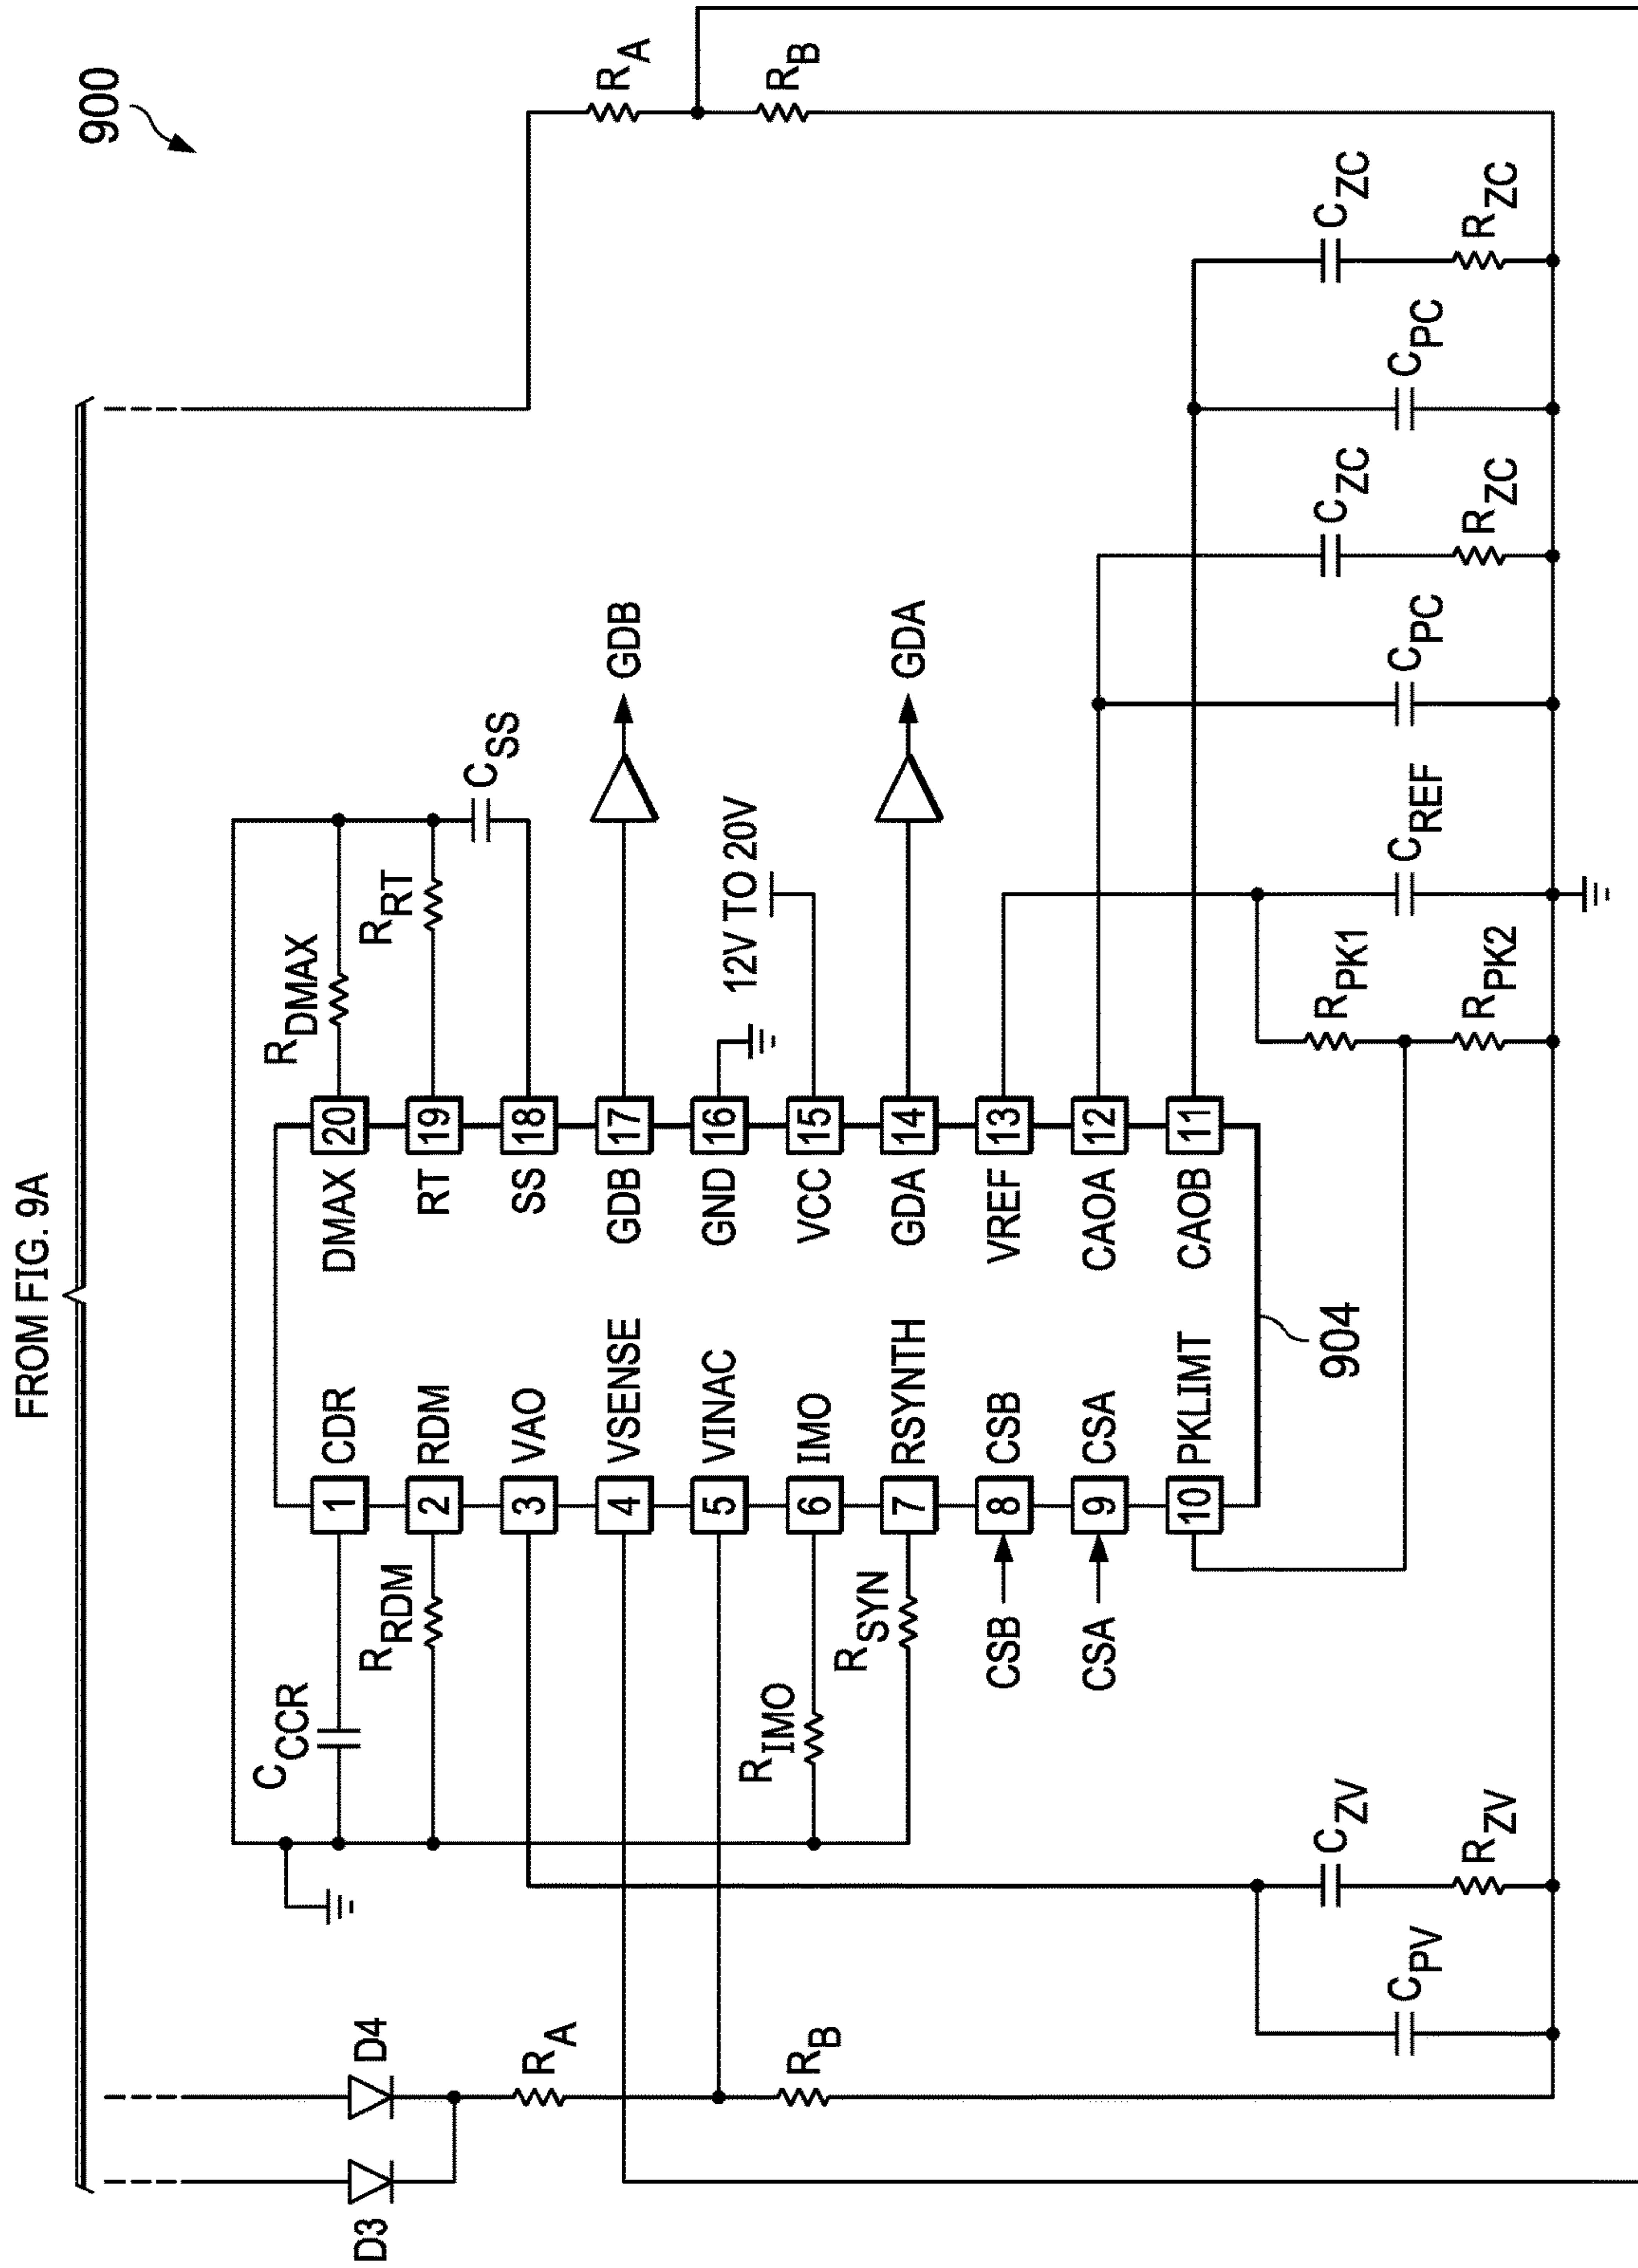 FROM FIG. 9A
900
D3
D4
RA
RB
RA
RB
CCCR
RRDM
RIMO
RSYN
CSB
CSA
1 CDR
2 RDM
3 VAO
4 VSENSE
5 VINAC
6 IMO
7 RSYNTH
8 CSB
9 CSA
10 PKLIMT
DMAX 20
RT 19
SS 18
GDB 17
GND 16
VCC 15
GDA 14
VREF 13
CAOA 12
CAOB 11
904
RDMAX
RRT
CSS
GDB
12V TO 20V
GDA
CPV
CZV
RZV
RPK1
RPK2
CREF
CPC
CZC
RZC
CPC
CZC
RZC